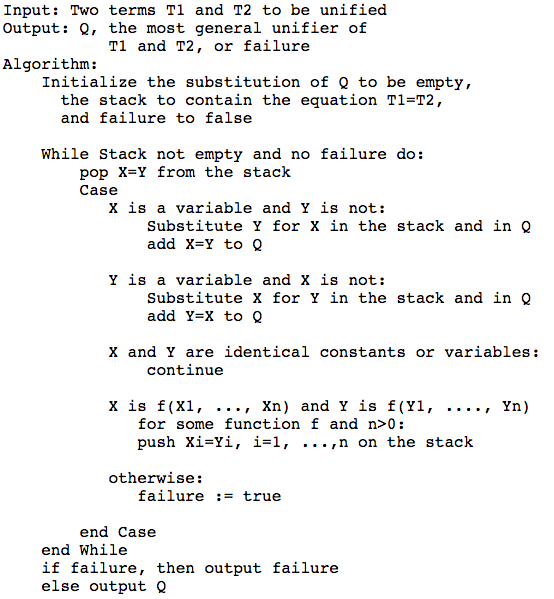 Input: Two terms T1 and T2 to be unified
Output: Q, the most general unifier of
T1 and T2, or failure
Algorithm:
Initialize the substitution of Q to be empty,
the stack to contain the equation T1=T2,
and failure to false
While Stack not empty and no failure do:
pop X=Y from the stack
Case
X is a variable and Y is not:
Substitute Y for X in the stack and in Q
add X=Y to Q
Y is a variable and X is not:
Substitute X for Y in the stack and in Q
add Y=X to Q
X and Y are identical constants or variables:
continue
X is f(X1, ..., Xn) and Y is f(Y1, ...., Yn)
for some function f and n>0:
push Xi=Yi, i=1, ...,n on the stack
otherwise:
failure := true
end Case
end While
if failure, then output failure
else output Q